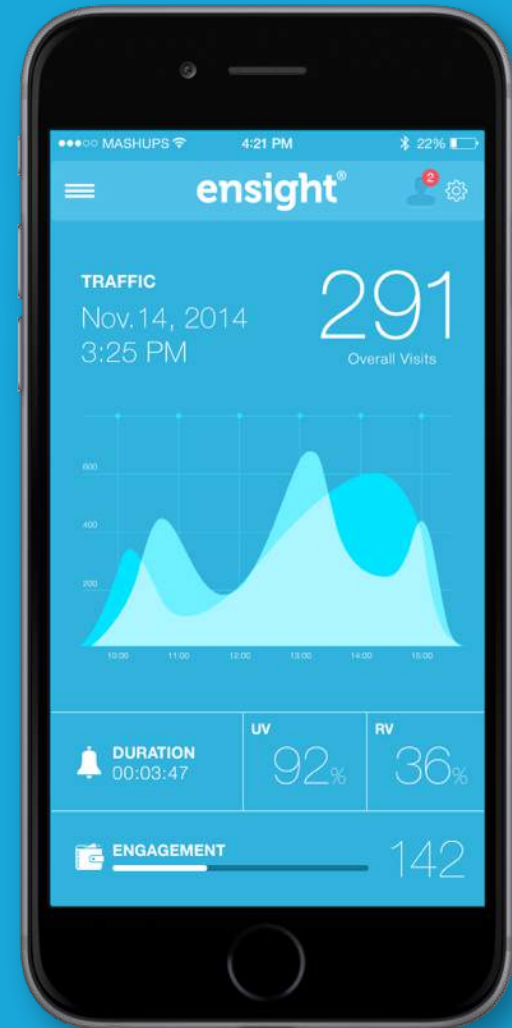 MASHUPS 4:21 PM 22%
ensight® 2
TRAFFIC
Nov.14, 2014
3:25 PM
291
Overall Visits
600
400
200
10:00 11:00 12:00 13:00 14:00 15:00
DURATION
00:03:47
UV
92%
RV
36%
ENGAGEMENT
142